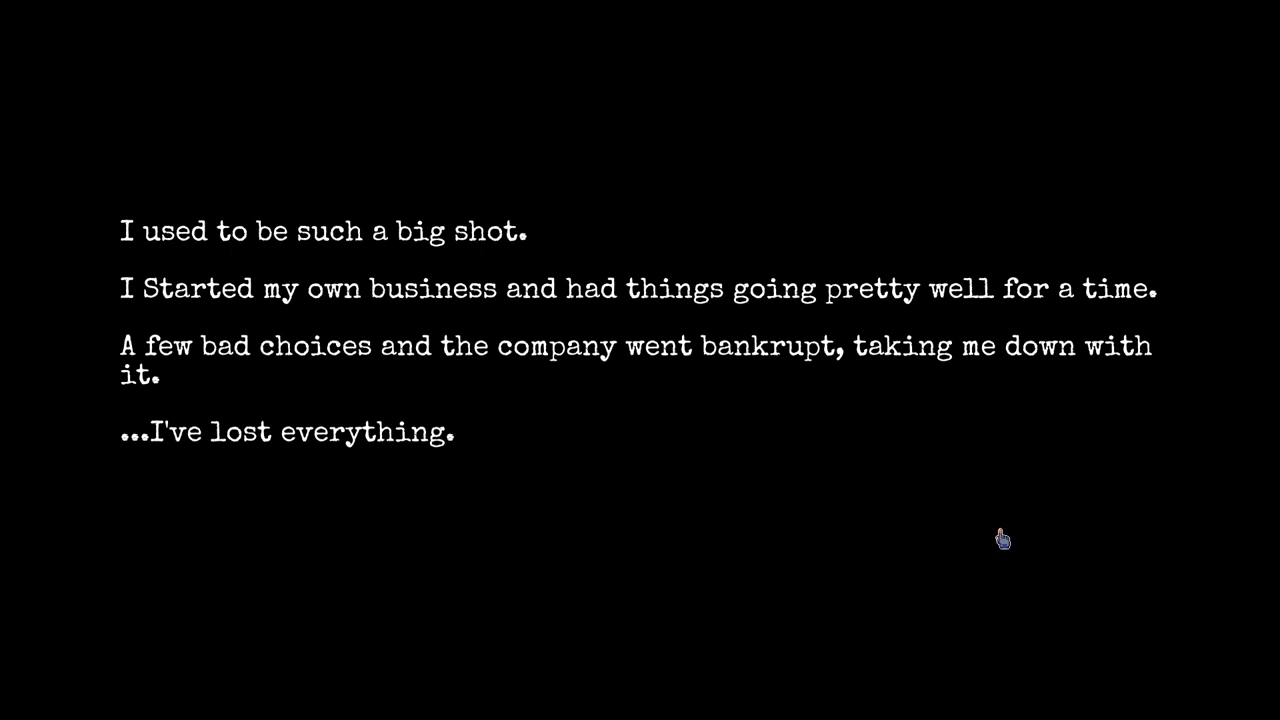 I used to be such a big shot.
I Started my own business and had things going pretty well for a time.
A few bad choices and the company went bankrupt, taking me down with
it.
...I've lost everything.